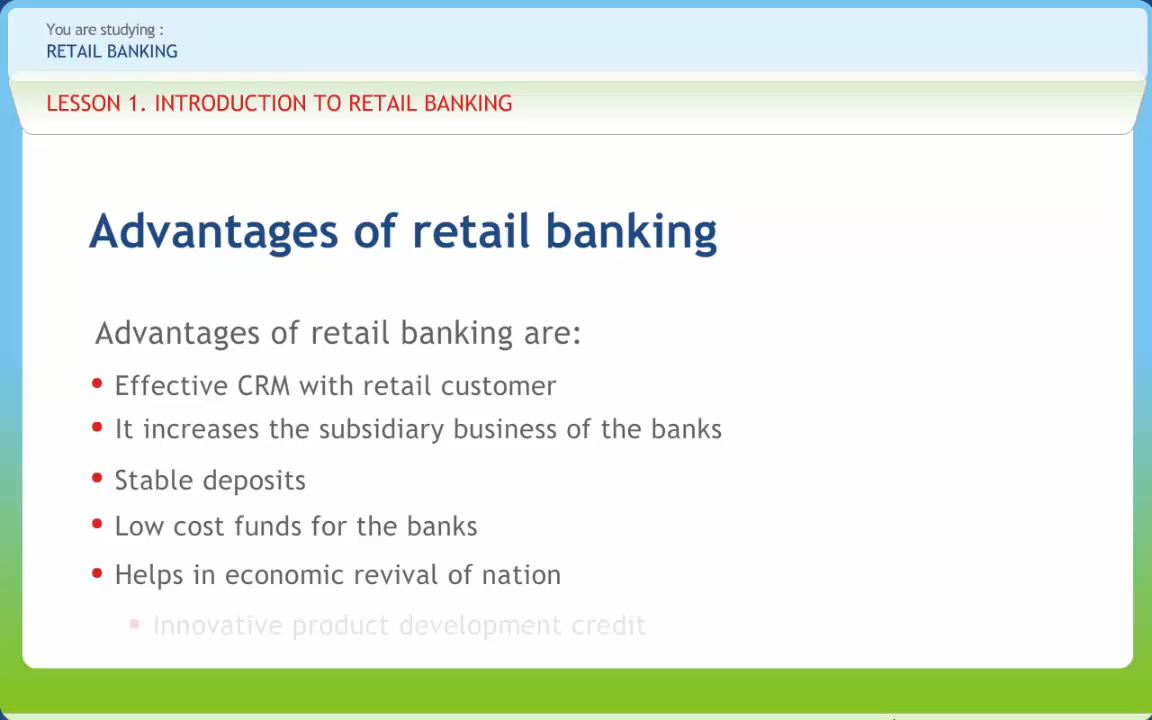 You are studying :
RETAIL BANKING
LESSON 1. INTRODUCTION TO RETAIL BANKING
Advantages of retail banking
Advantages of retail banking are:
• Effective CRM with retail customer
• It increases the subsidiary business of the banks
• Stable deposits
• Low cost funds for the banks
• Helps in economic revival of nation
▪ Innovative product development credit